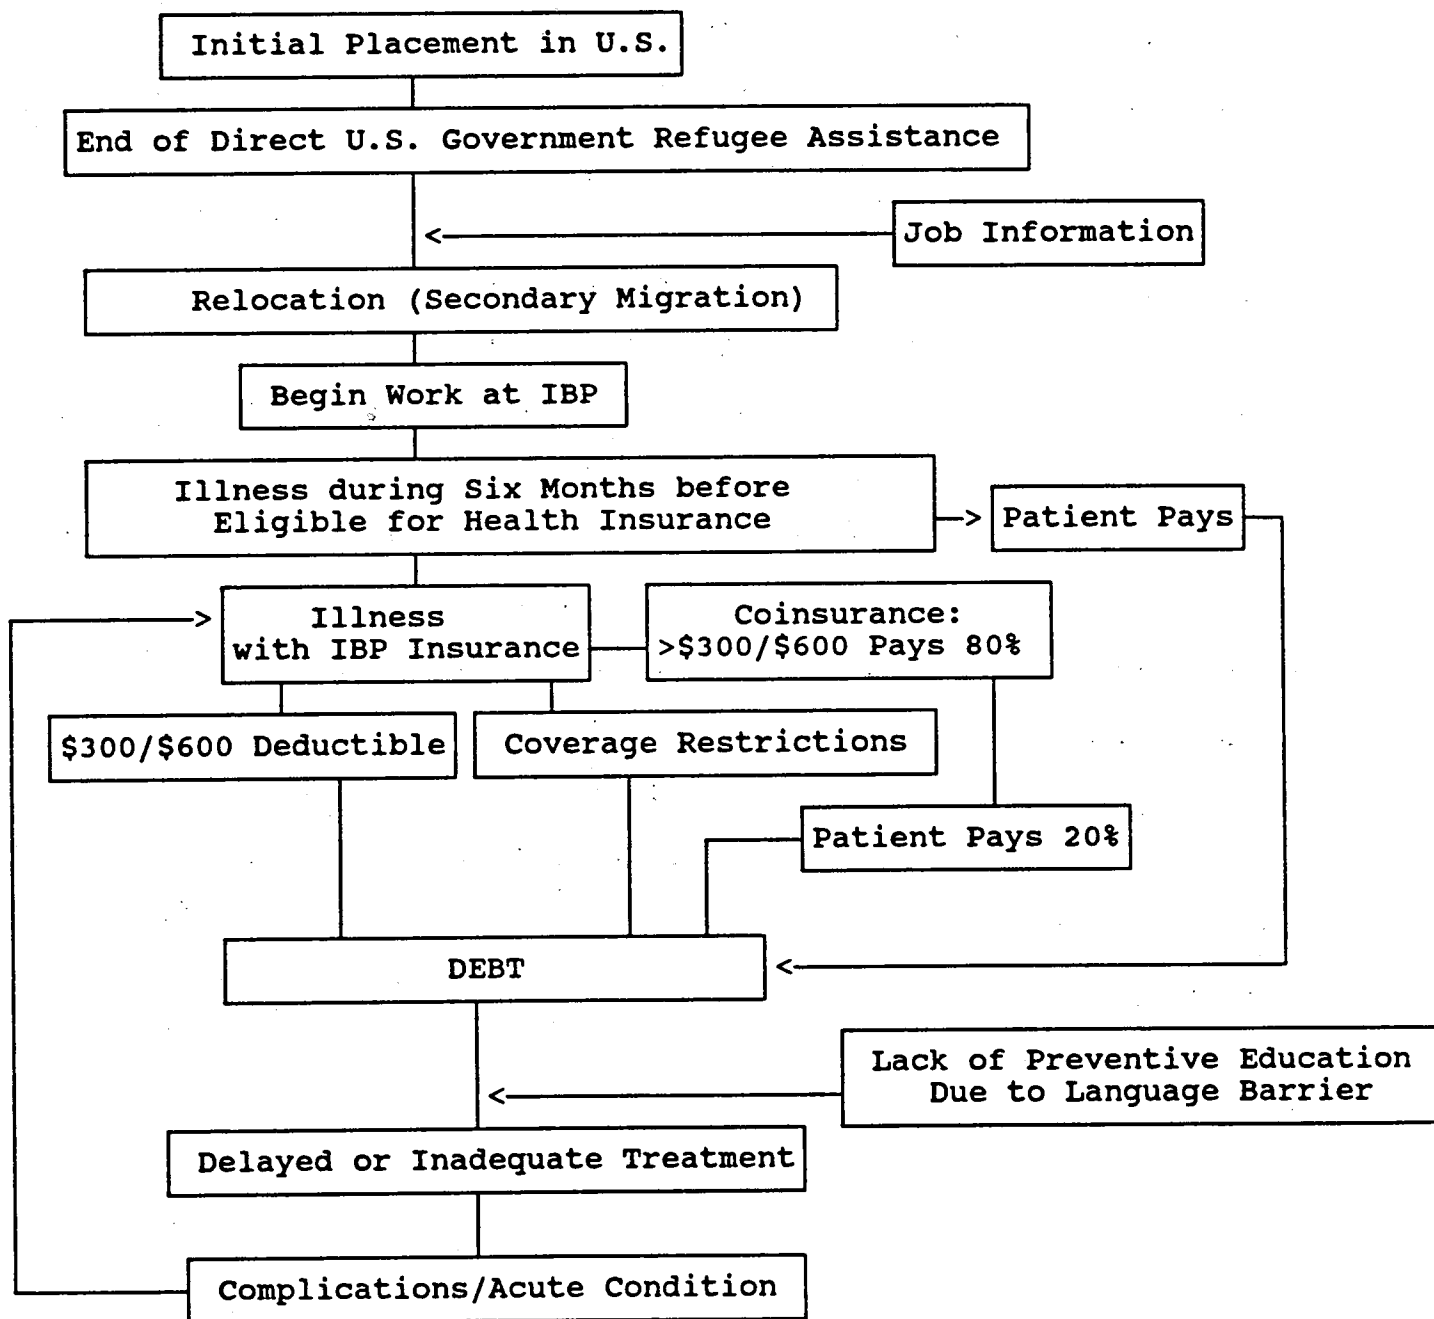 Initial Placement in U.S.
End of Direct U.S. Government Refugee Assistance
Job Information
Relocation (Secondary Migration)
Begin Work at IBP
Illness during Six Months before
Eligible for Health Insurance
Patient Pays
Illness
with IBP Insurance
Coinsurance:
>$300/$600 Pays 80%
$300/$600 Deductible
Coverage Restrictions
Patient Pays 20%
DEBT
Lack of Preventive Education
Due to Language Barrier
Delayed or Inadequate Treatment
Complications/Acute Condition